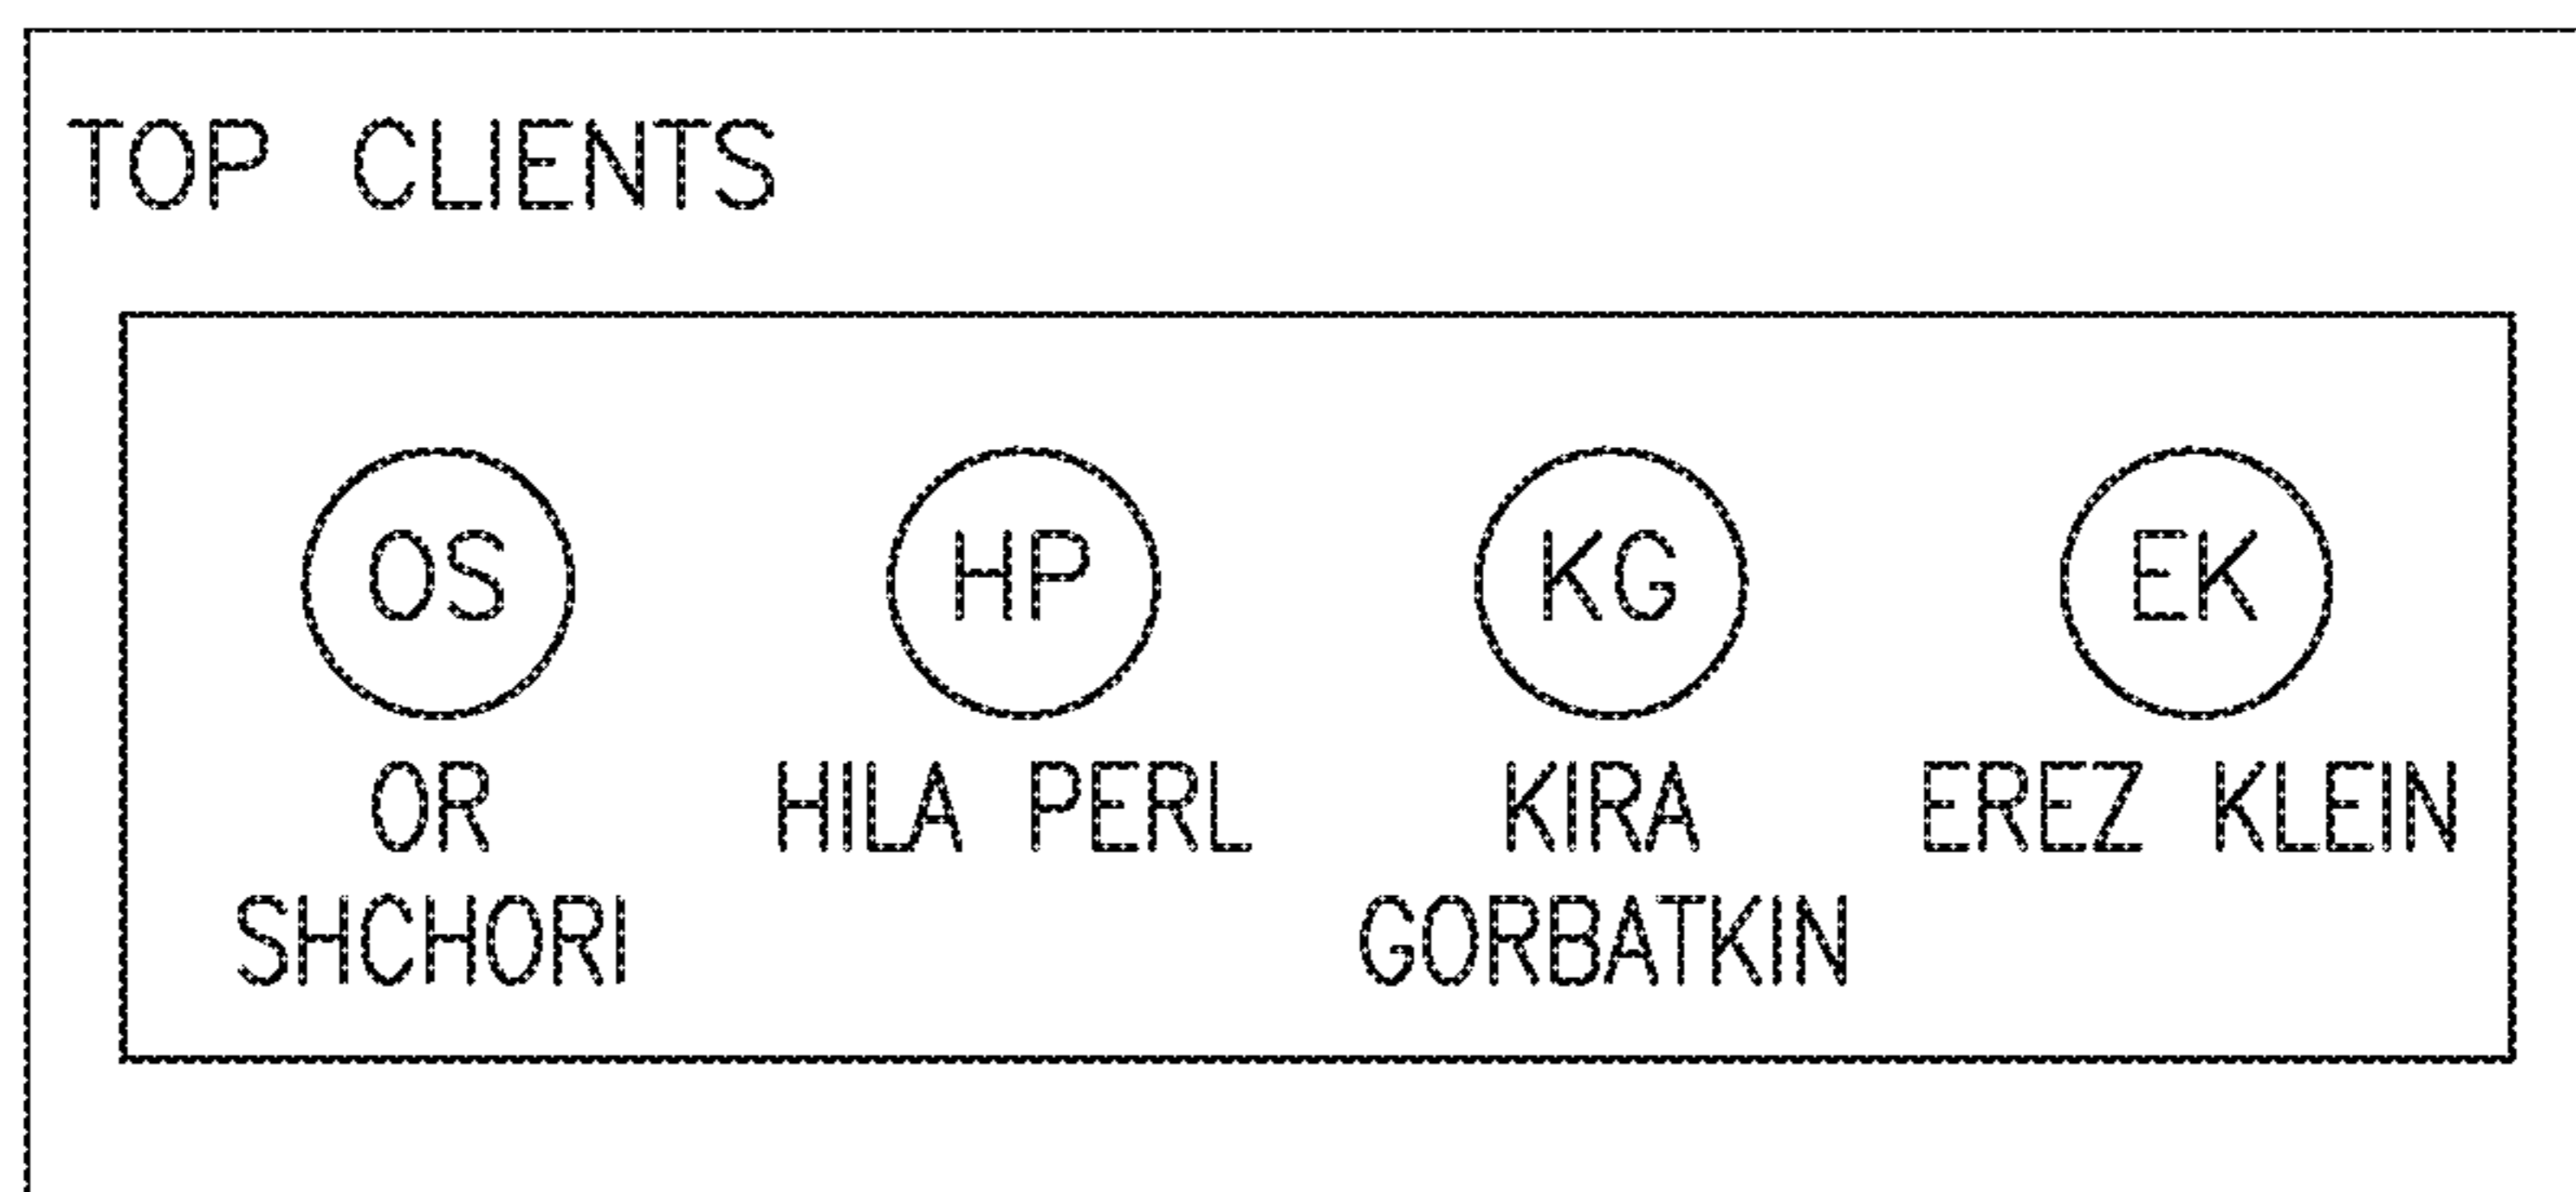 TOP CLIENTS
OS HP KG EK
OR HILA PERL KIRA EREZ KLEIN
SHCHORI GORBATKIN